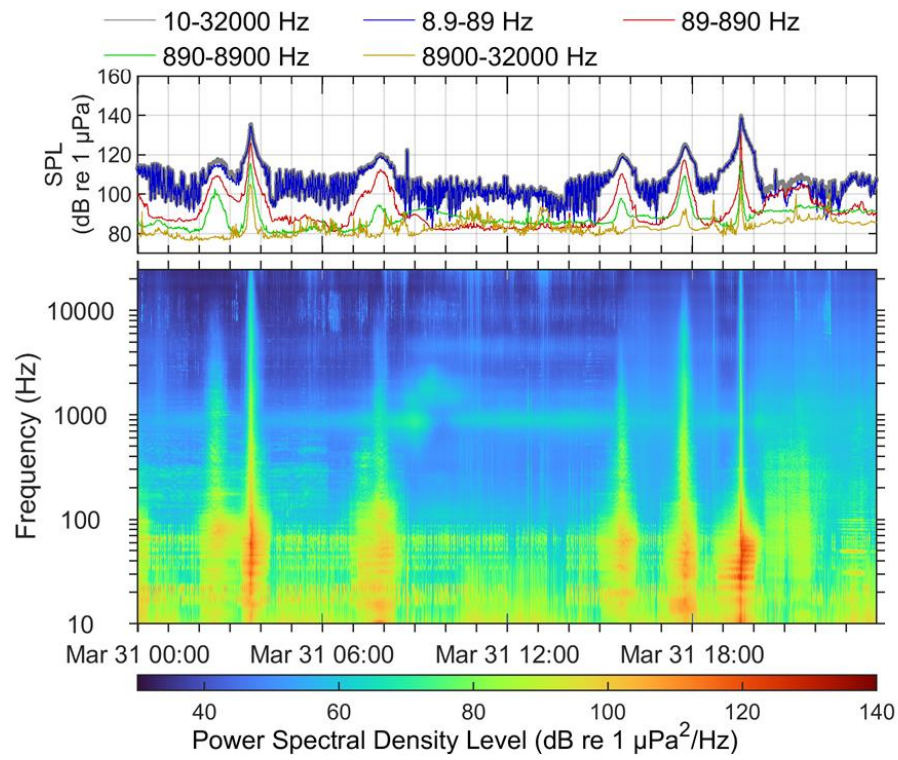 10-32000 Hz 8.9-89 Hz 89-890 Hz
890-8900 Hz 8900-32000 Hz
160
140
120
100
80
SPL
(dB re 1 µPa)
10000
1000
100
10
Frequency (Hz)
Mar 31 00:00 Mar 31 06:00 Mar 31 12:00 Mar 31 18:00
40 60 80 100 120 140
Power Spectral Density Level (dB re 1 µPa²/Hz)